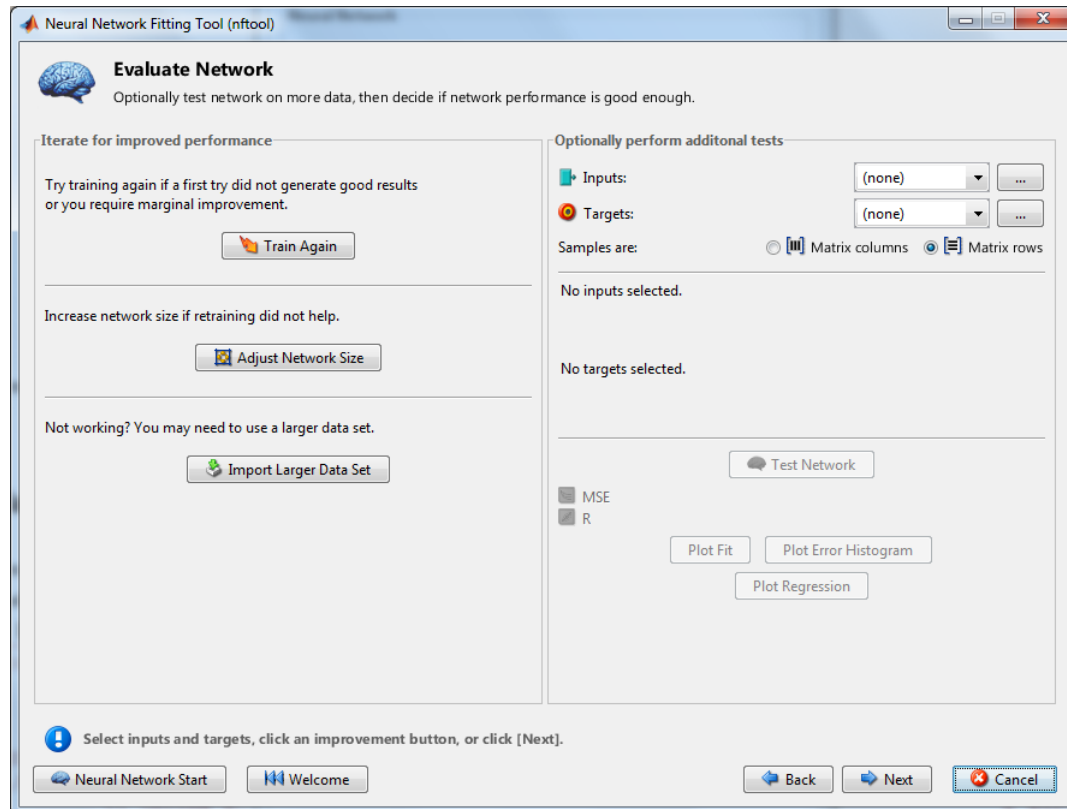 Neural Network Fitting Tool (nftool)
Evaluate Network
Optionally test network on more data, then decide if network performance is good enough.
Iterate for improved performance
Try training again if a first try did not generate good results
or you require marginal improvement.
Train Again
Increase network size if retraining did not help.
Adjust Network Size
Not working? You may need to use a larger data set.
Import Larger Data Set
Optionally perform additonal tests
Inputs: (none) ...
Targets: (none) ...
Samples are: Matrix columns Matrix rows
No inputs selected.
No targets selected.
Test Network
MSE
R
Plot Fit Plot Error Histogram
Plot Regression
Select inputs and targets, click an improvement button, or click [Next].
Neural Network Start Welcome Back Next Cancel